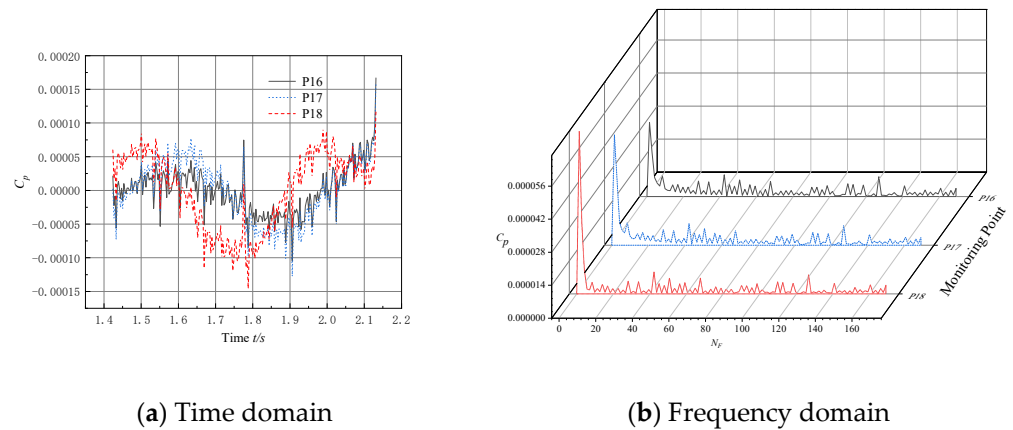 0.00020
0.00015
0.00010
0.00005
0.00000
−0.00005
−0.00010
−0.00015
Cp
P16
P17
P18
1.4 1.5 1.6 1.7 1.8 1.9 2.0 2.1 2.2
Time t/s
(a) Time domain
0.000056
0.000042
0.000028
0.000014
0.000000
Cp
0 20 40 60 80 100 120 140 160
NF
P16
P17
P18
Monitoring Point
(b) Frequency domain